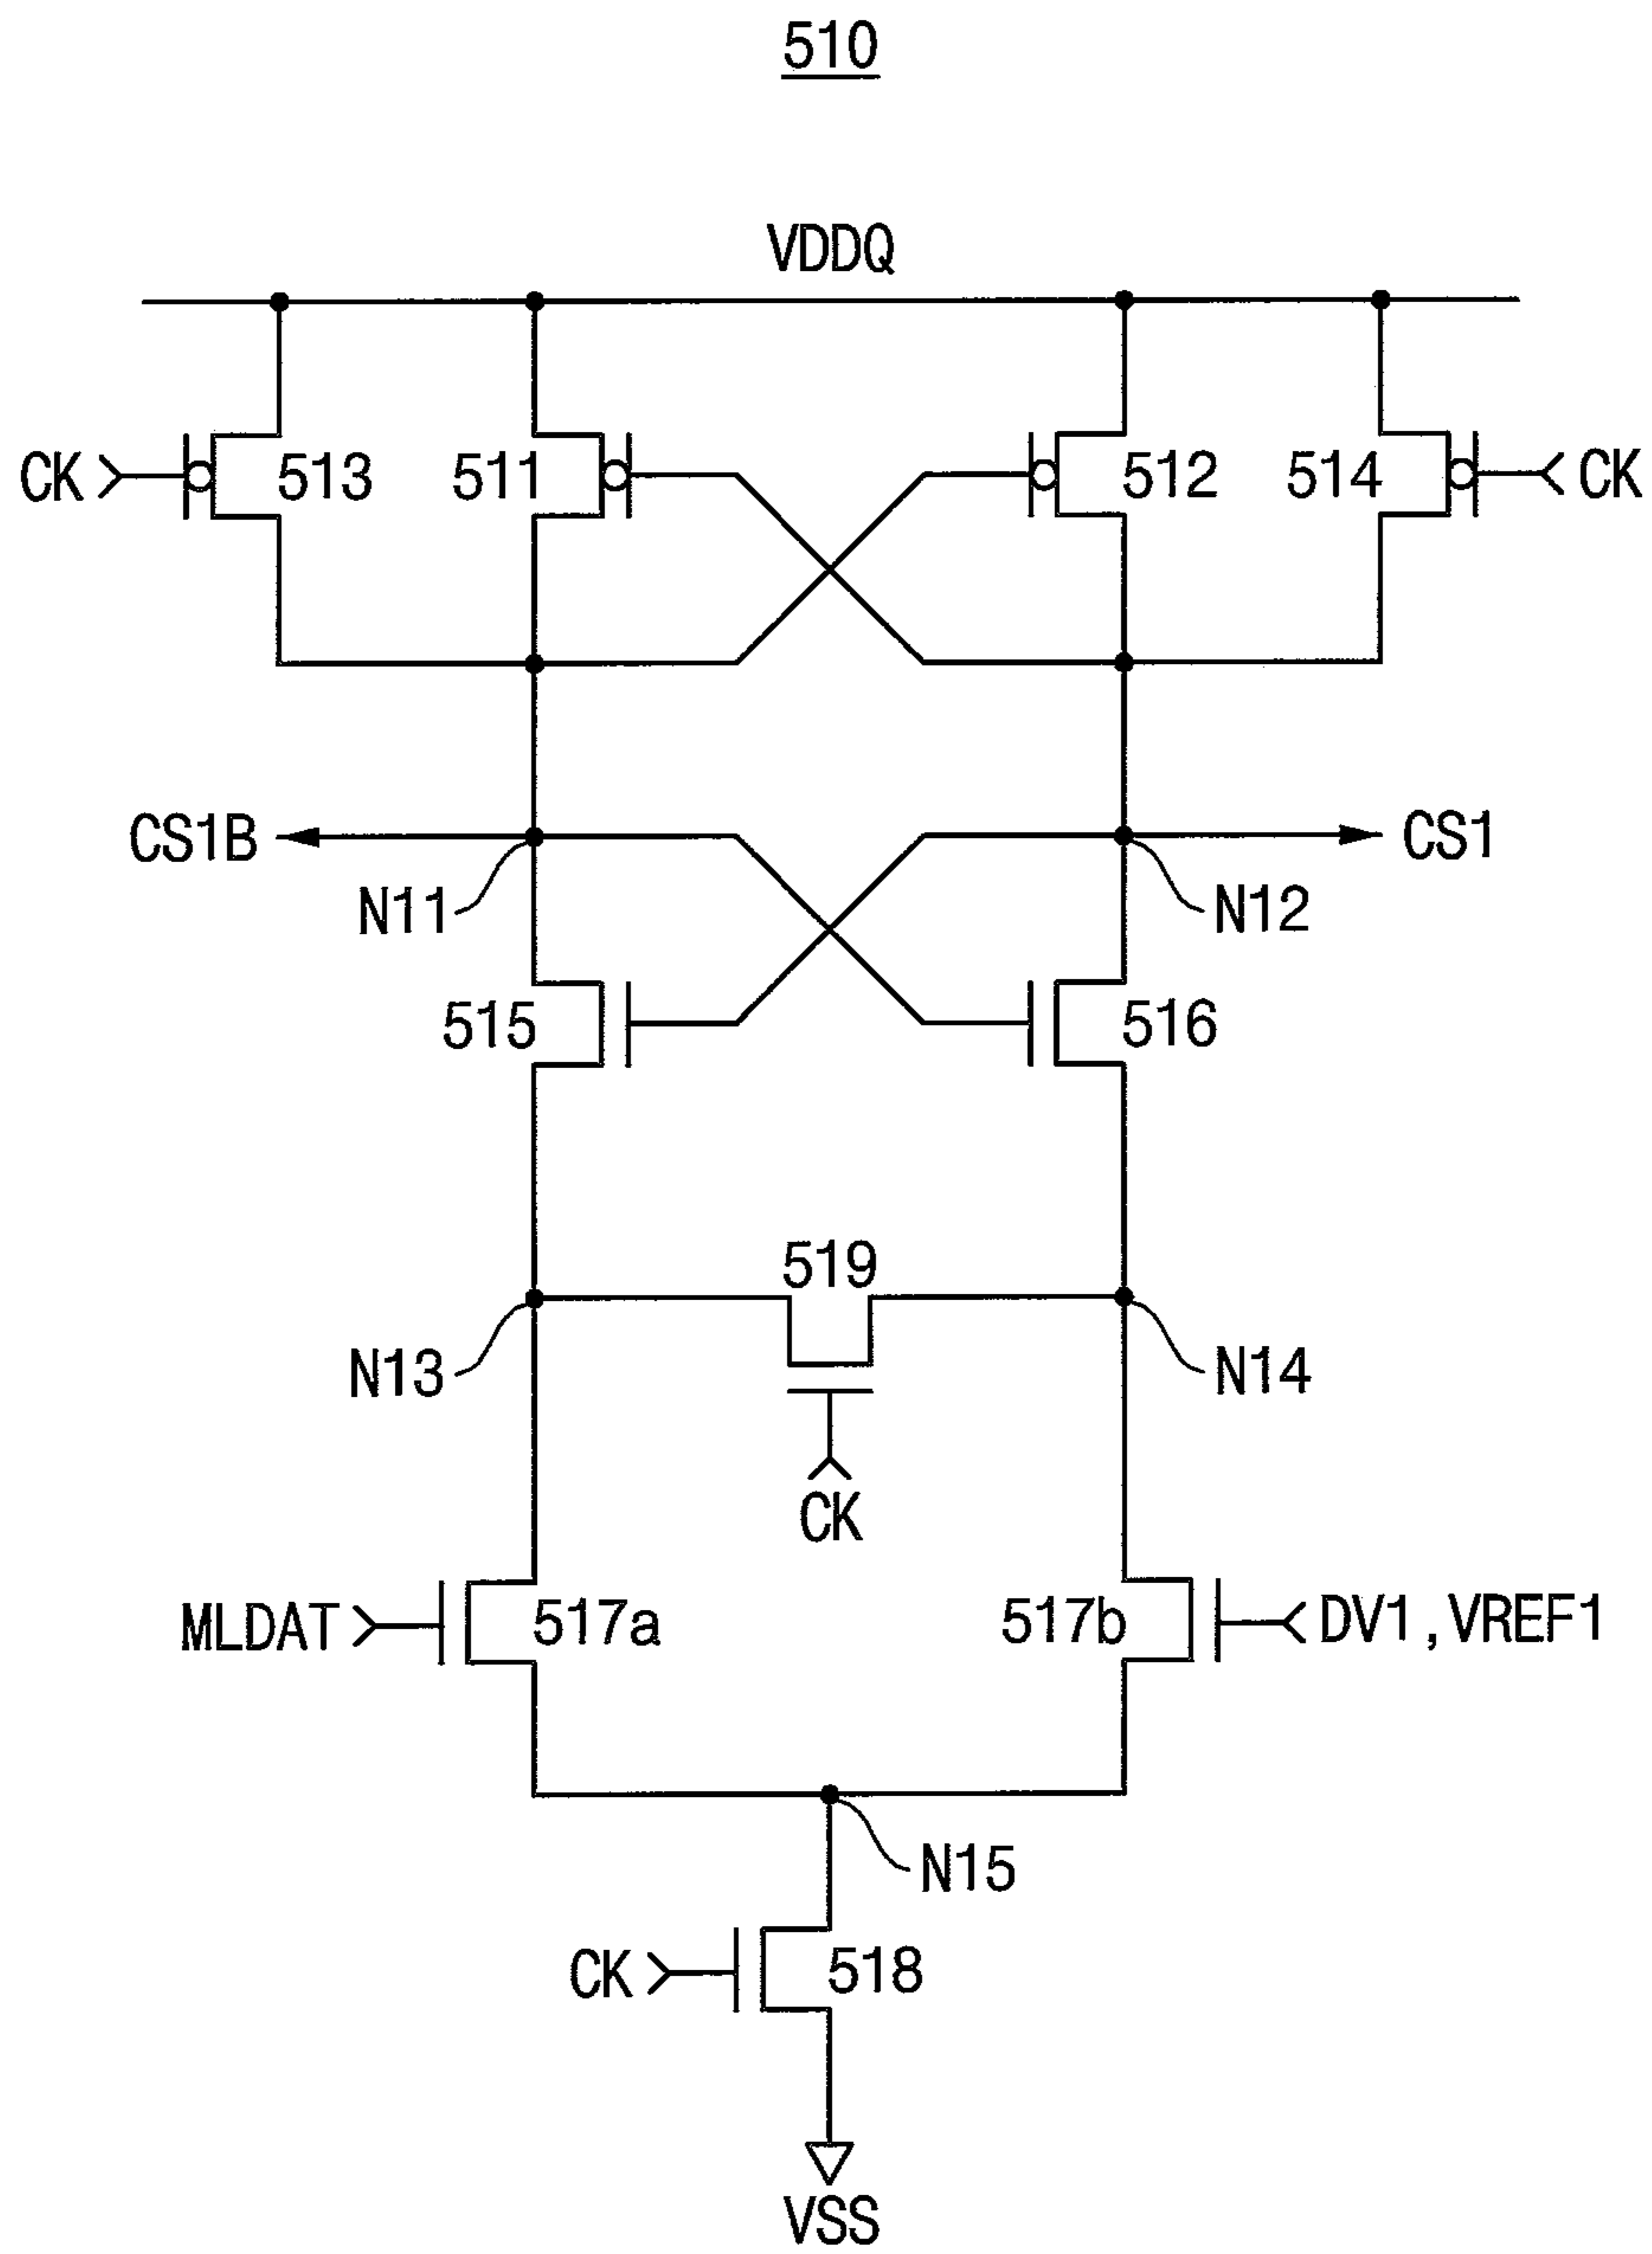 510
VDDQ
CK
513
511
512
514
CK
CS1B
CS1
N11
N12
515
516
519
N13
N14
CK
MLDAT
517a
517b
DV1,VREF1
N15
CK
518
VSS